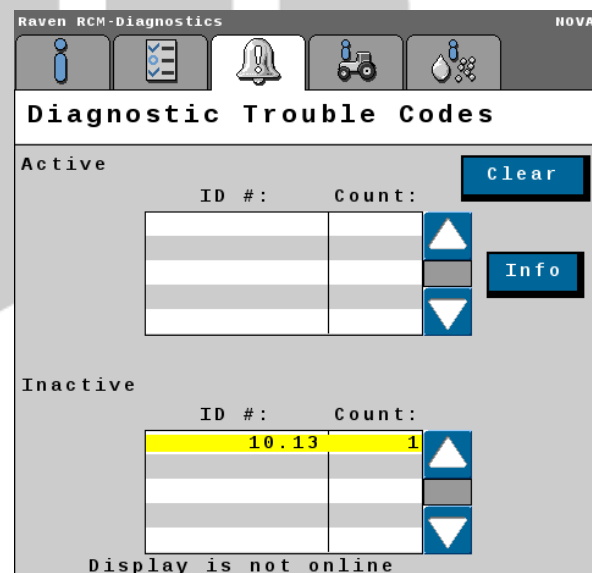 Raven RCM-Diagnostics NOVA
Diagnostic Trouble Codes
Active
Clear
ID #: Count:
Info
Inactive
ID #: Count:
10.13 1
Display is not online